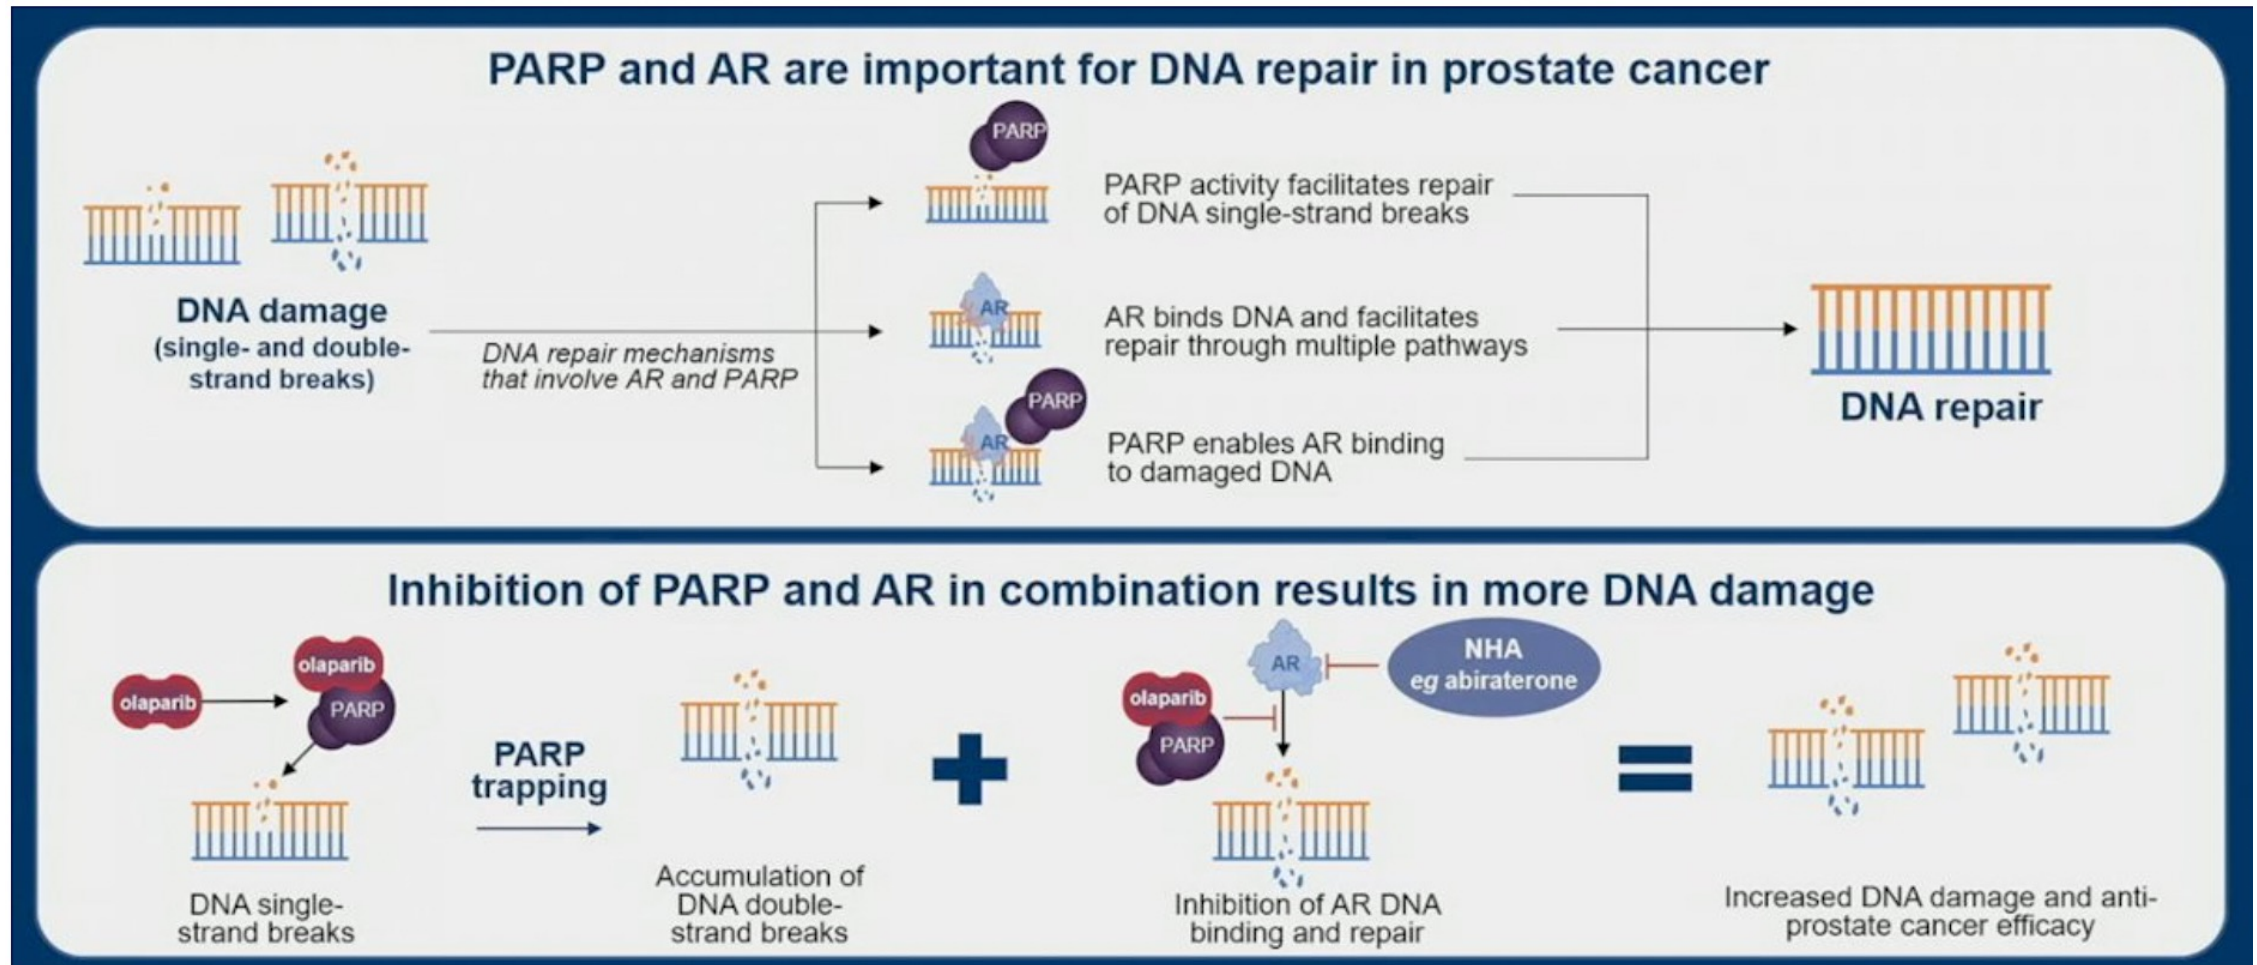 PARP and AR are important for DNA repair in prostate cancer
PARP
PARP activity facilitates repair
of DNA single-strand breaks
DNA damage
(single- and double-
strand breaks)
DNA repair mechanisms
that involve AR and PARP
AR
AR binds DNA and facilitates
repair through multiple pathways
PARP
AR
PARP enables AR binding
to damaged DNA
DNA repair
Inhibition of PARP and AR in combination results in more DNA damage
olaparib
olaparib
PARP
DNA single-
strand breaks
PARP
trapping
Accumulation of
DNA double-
strand breaks
AR
NHA
eg abiraterone
olaparib
PARP
Inhibition of AR DNA
binding and repair
Increased DNA damage and anti-
prostate cancer efficacy